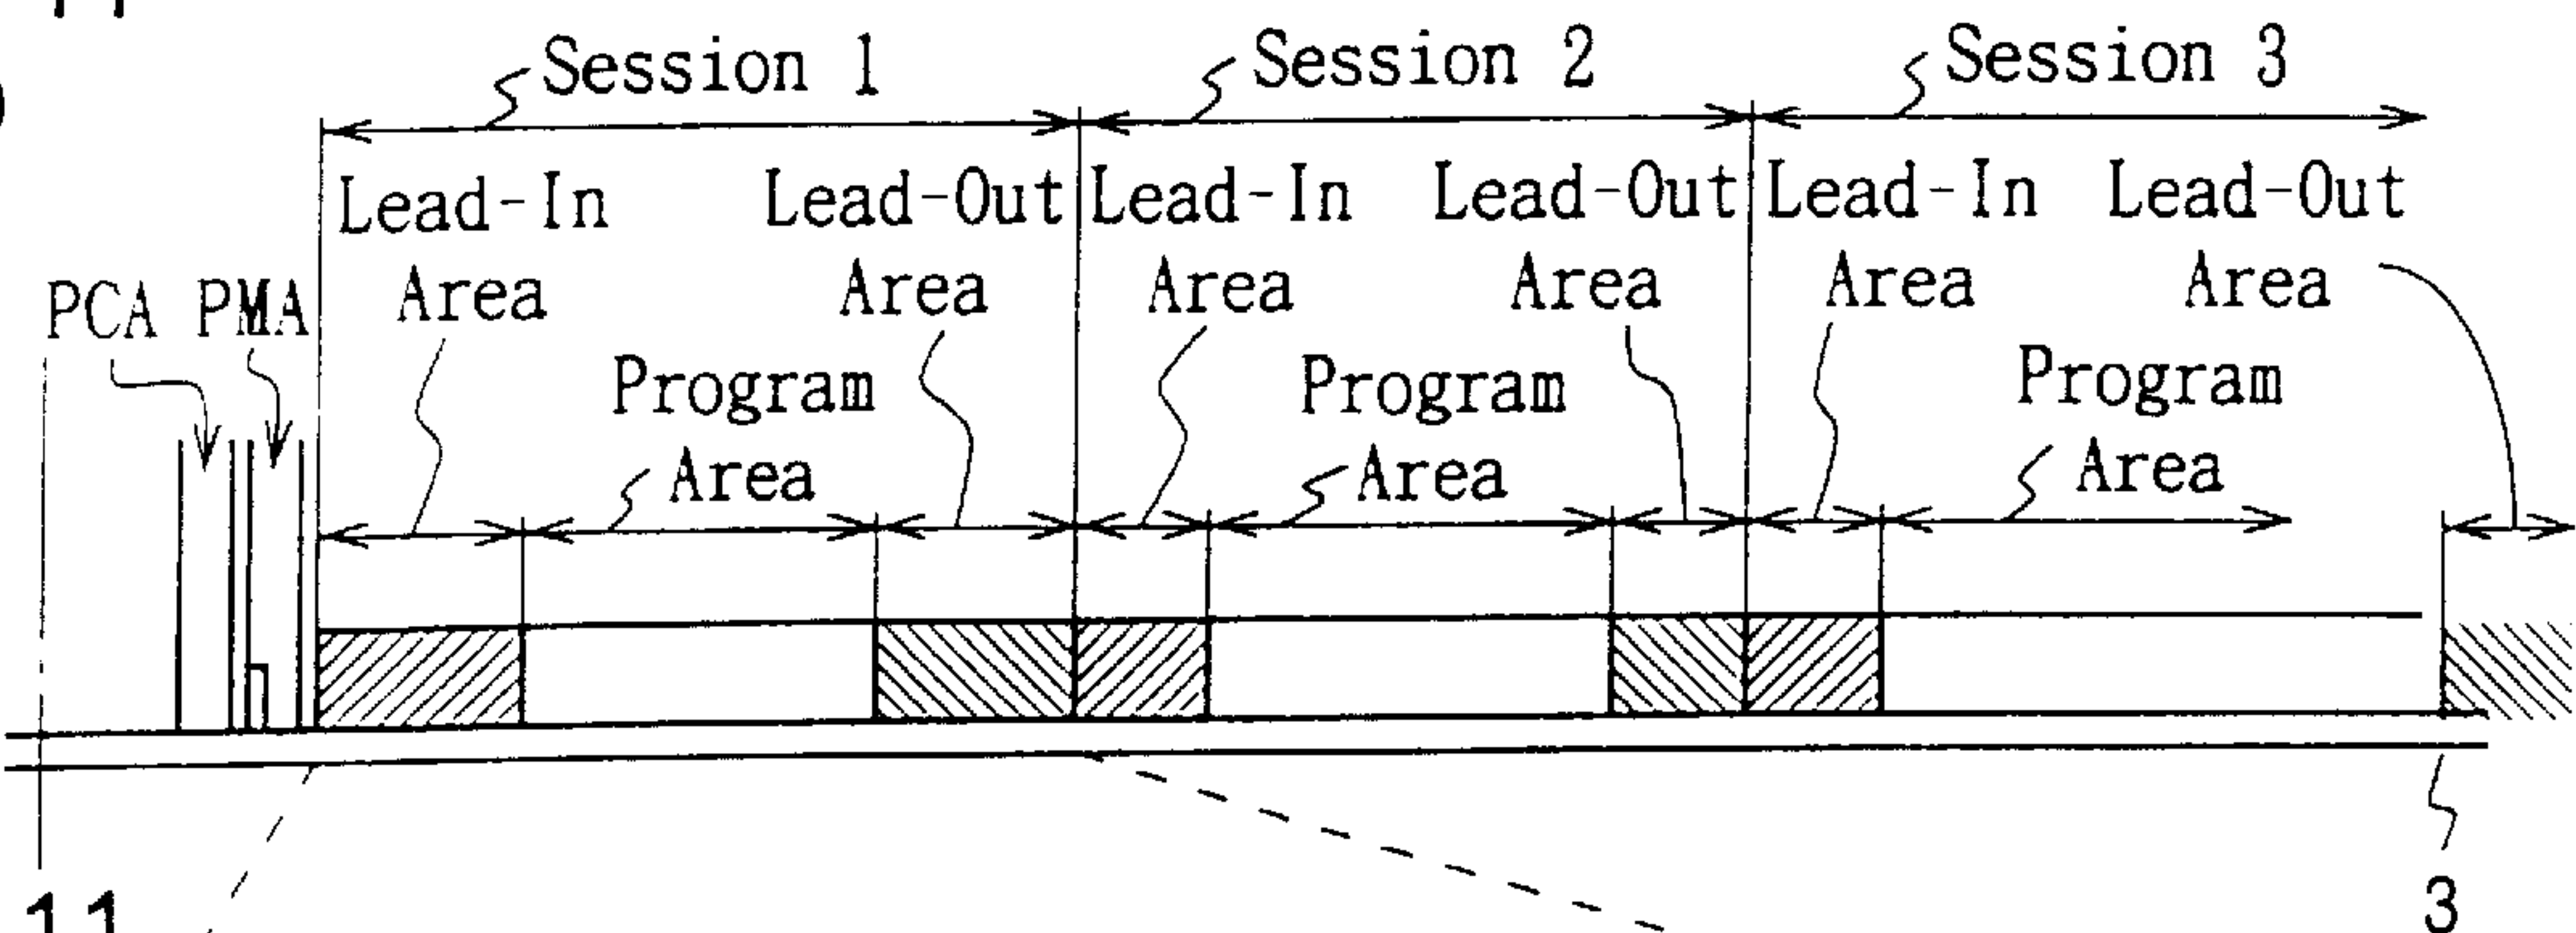 Session 1 Session 2 Session 3
Lead-In Lead-Out Lead-In Lead-Out Lead-In Lead-Out
PCA PMA Area Area Area Area Area Area
Program Program Program
Area Area Area
11 3